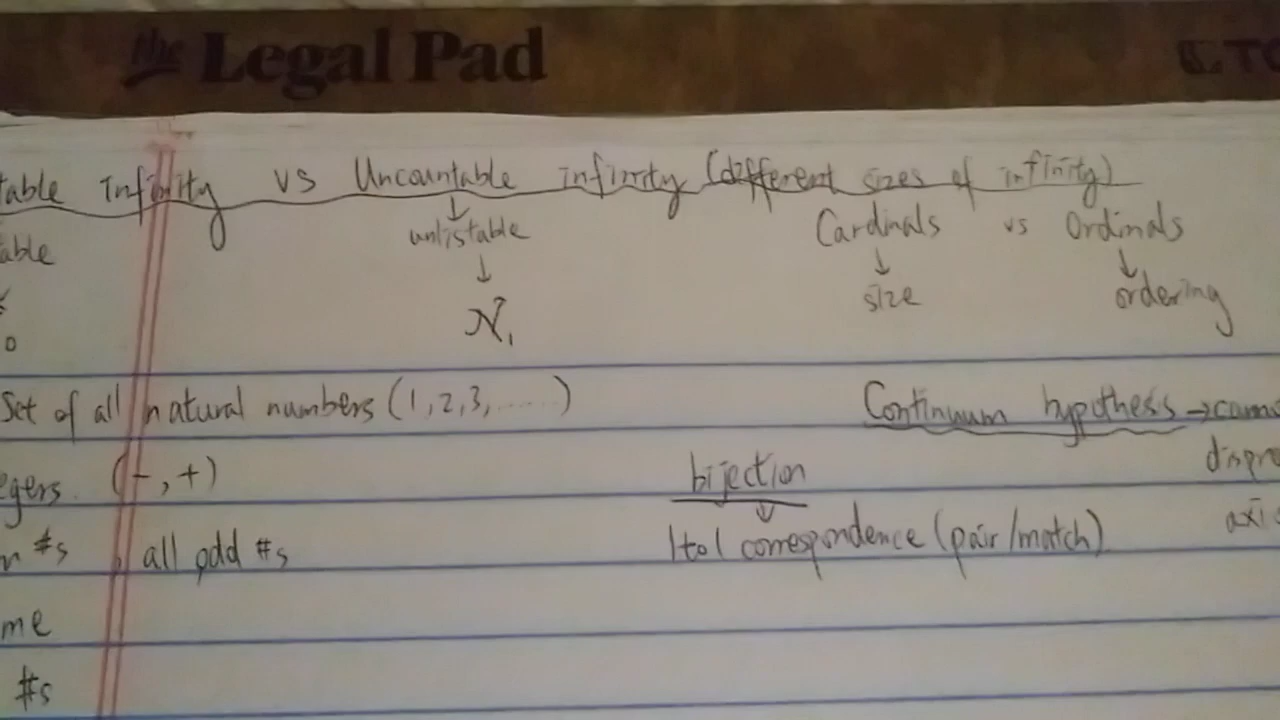 the Legal Pad
table infinity vs Uncountable infinity (different sizes of infinity)
able ↓ unlistable Cardinals vs Ordinals
↓ ↓ ↓
ℵ₁ size ordering
0
Set of all natural numbers (1,2,3,......) Continuum hypothesis →
egers. (-,+) bijection
↓
#s , all odd #s 1 to 1 correspondence (pair/match)
me
#s